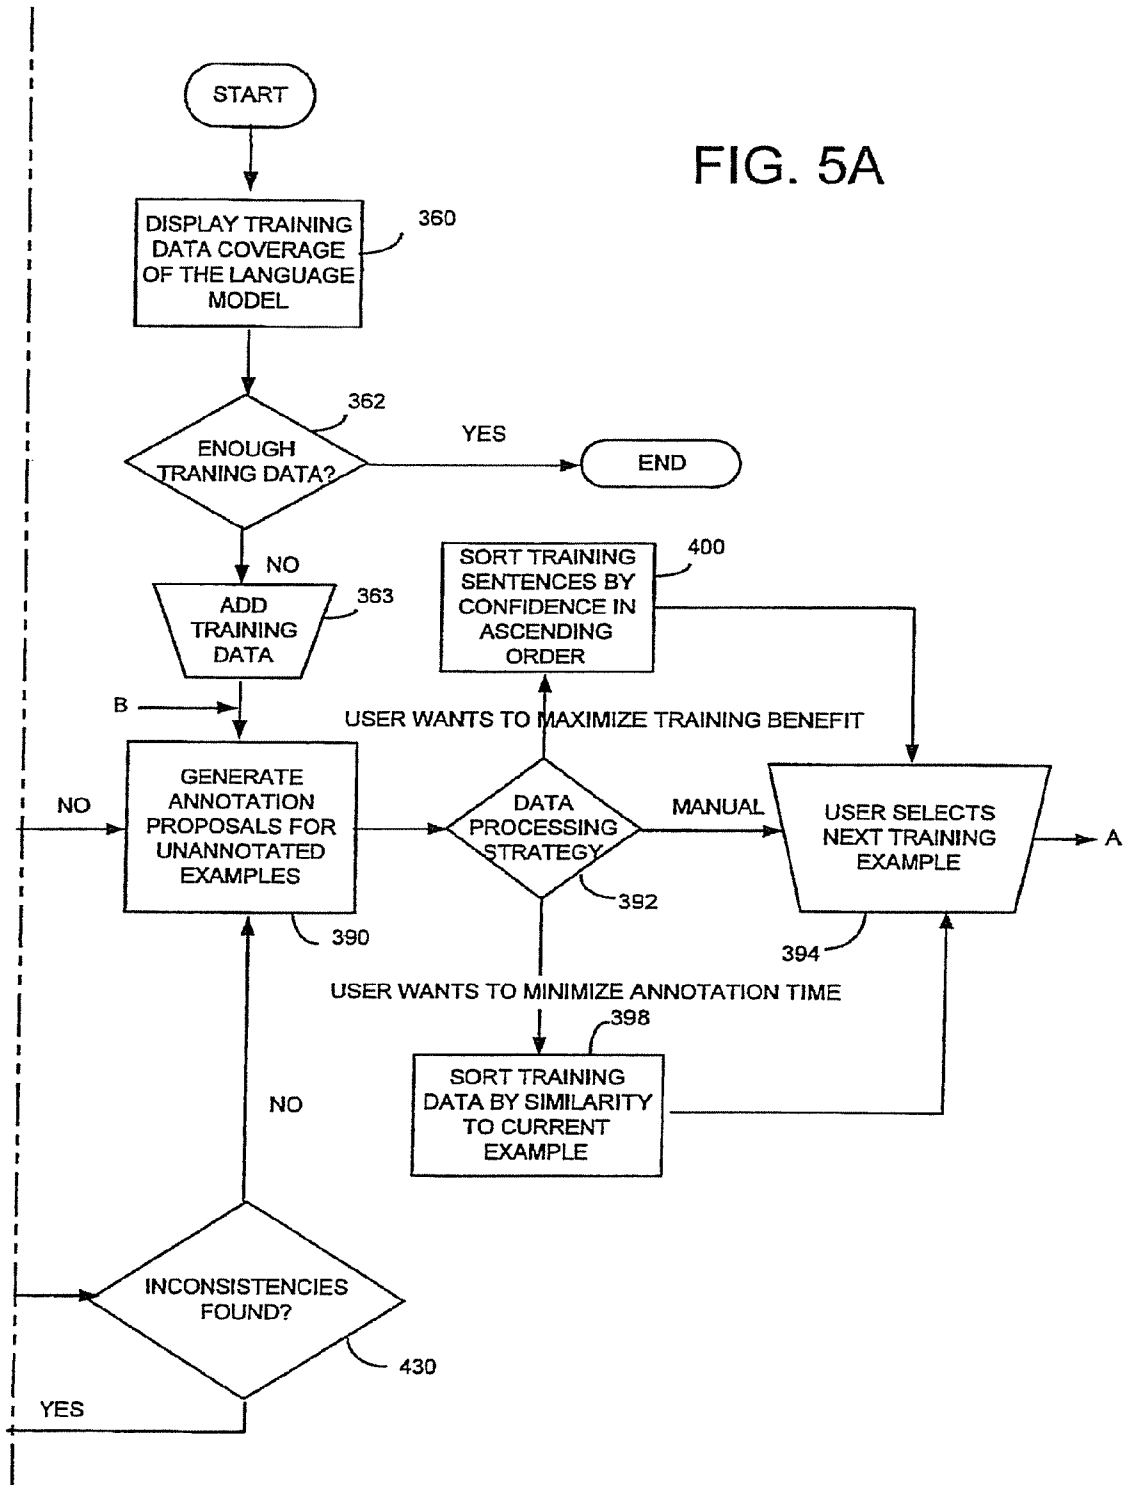 START
FIG. 5A
DISPLAY TRAINING
DATA COVERAGE
OF THE LANGUAGE
MODEL
360
362
ENOUGH
TRANING DATA?
YES
END
NO
363
ADD
TRAINING
DATA
400
SORT TRAINING
SENTENCES BY
CONFIDENCE IN
ASCENDING
ORDER
B
USER WANTS TO MAXIMIZE TRAINING BENEFIT
NO
GENERATE
ANNOTATION
PROPOSALS FOR
UNANNOTATED
EXAMPLES
390
DATA
PROCESSING
STRATEGY
392
MANUAL
USER SELECTS
NEXT TRAINING
EXAMPLE
A
394
USER WANTS TO MINIMIZE ANNOTATION TIME
398
SORT TRAINING
DATA BY SIMILARITY
TO CURRENT
EXAMPLE
NO
INCONSISTENCIES
FOUND?
430
YES